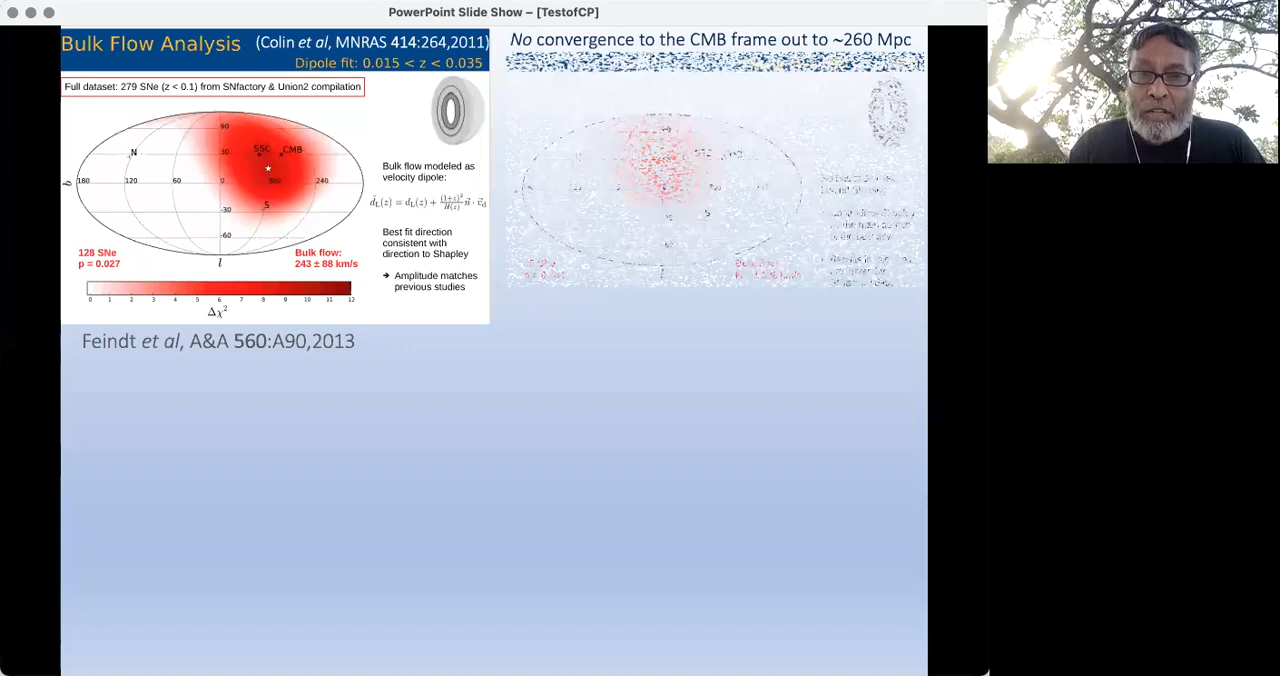 PowerPoint Slide Show – [TestofCP]
Bulk Flow Analysis (Colin et al, MNRAS 414:264,2011)
Dipole fit: 0.015 < z < 0.035
Full dataset: 279 SNe (z < 0.1) from SNfactory & Union2 compilation
60
N
30
SSC
CMB
b
180
120
60
0
300
240
S
-30
-60
128 SNe
p = 0.027
l
Bulk flow:
243 ± 88 km/s
0 1 2 3 4 5 6 7 8 9 10 11 12
Δχ²
Bulk flow modeled as
velocity dipole:
Best fit direction
consistent with
direction to Shapley
➔ Amplitude matches
previous studies
No convergence to the CMB frame out to ~260 Mpc
Feindt et al, A&A 560:A90,2013